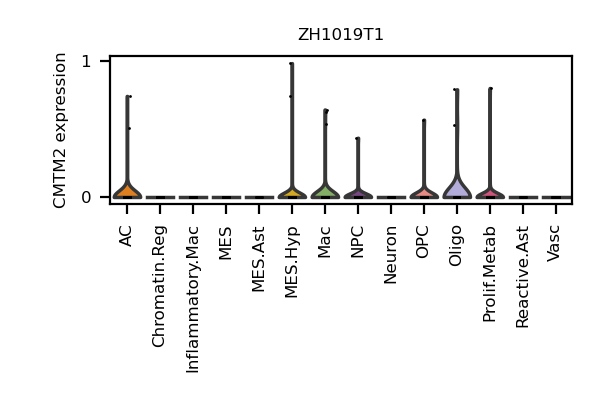 ZH1019T1
CMTM2 expression
1
0
AC
Chromatin.Reg
Inflammatory.Mac
MES
MES.Ast
MES.Hyp
Mac
NPC
Neuron
OPC
Oligo
Prolif.Metab
Reactive.Ast
Vasc